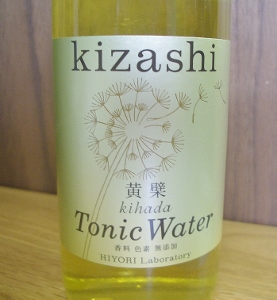 kizashi
黄檗
kihada
Tonic Water
香料 色素 無添加
HIYORI Laboratory